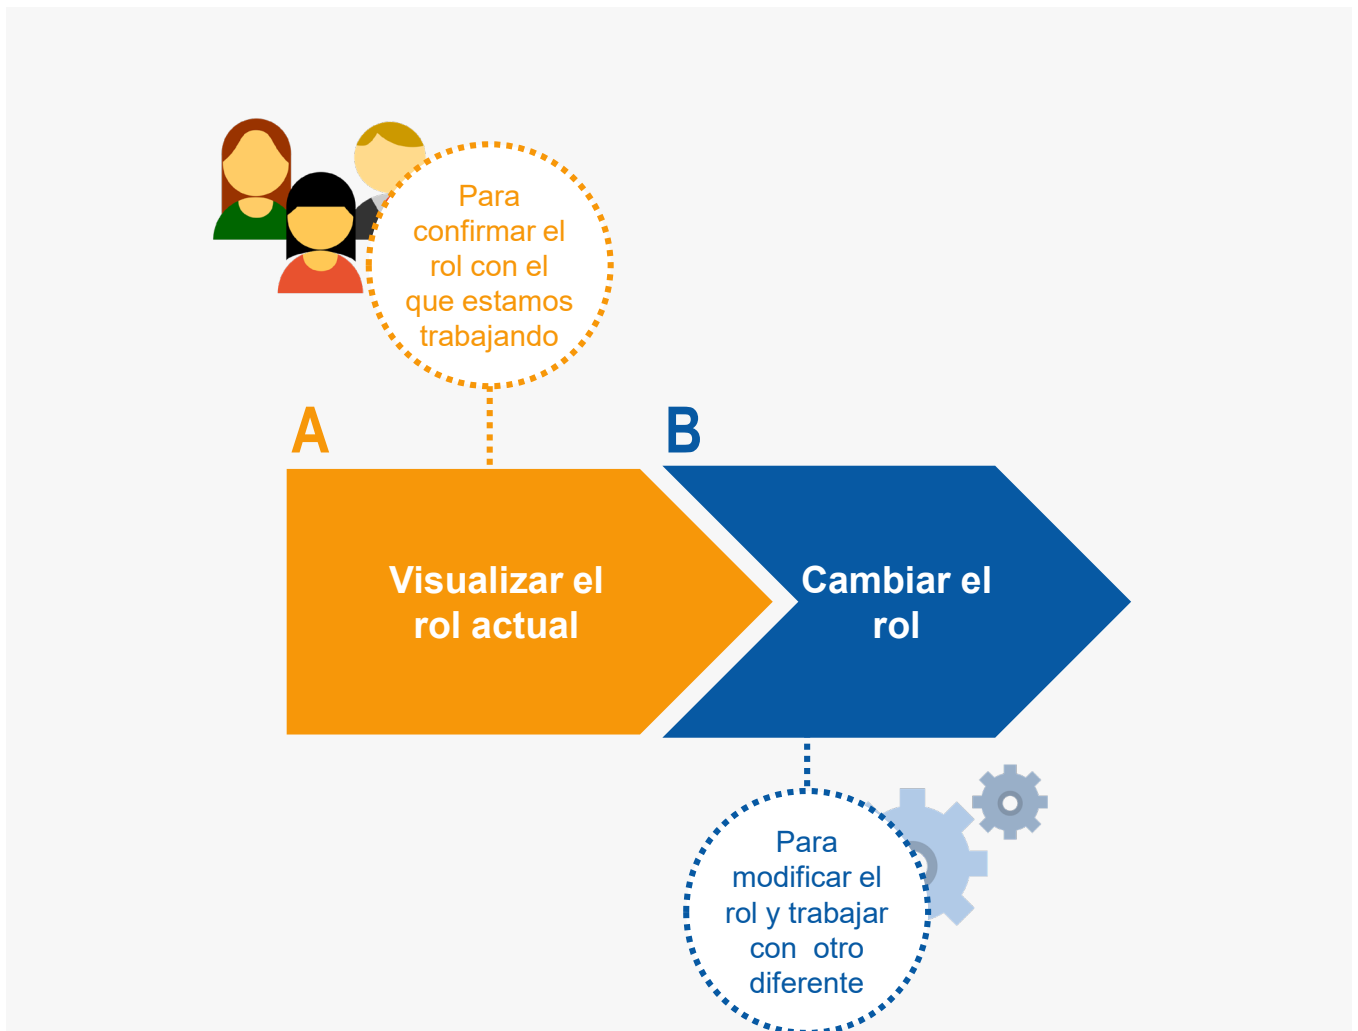 Para
confirmar el
rol con el
que estamos
trabajando
A
B
Visualizar el
rol actual
Cambiar el
rol
Para
modificar el
rol y trabajar
con  otro
diferente